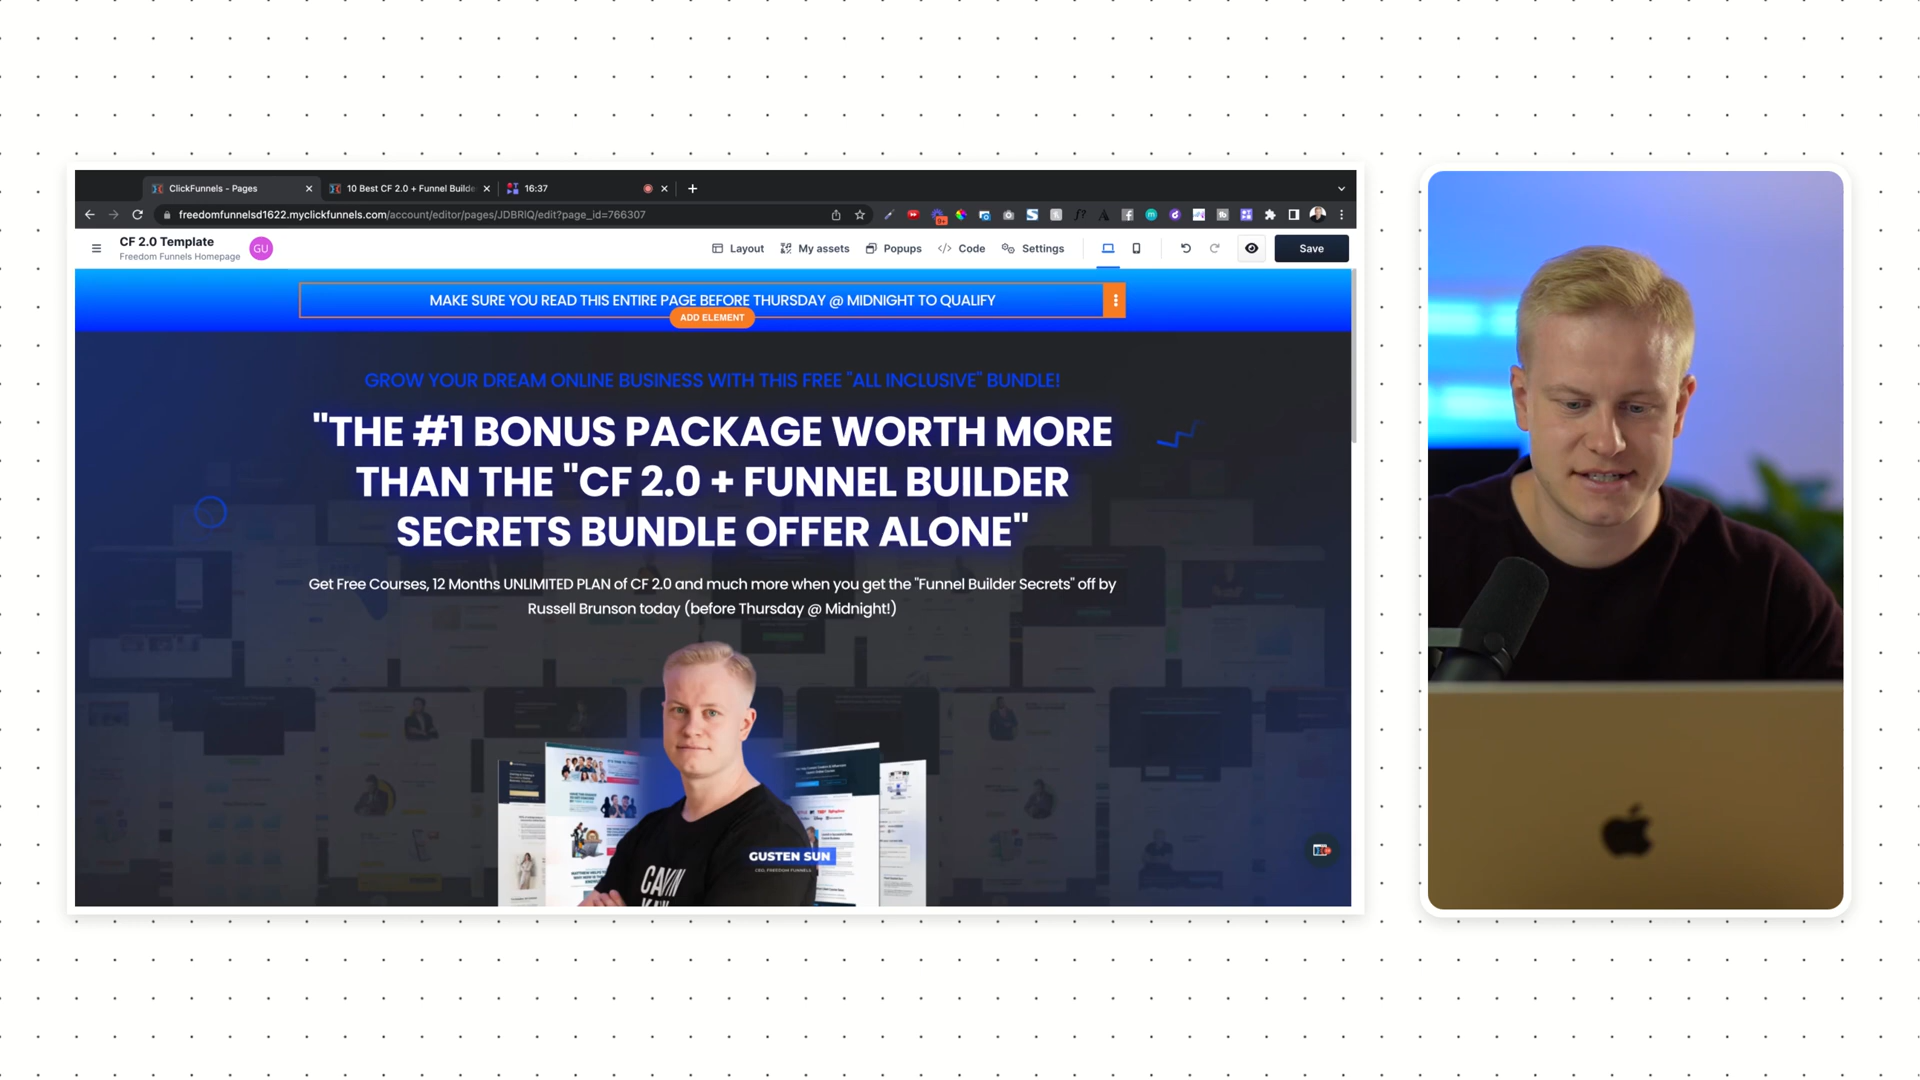 ClickFunnels - Pages
10 Best CF 2.0 + Funnel Builde
16:37
freedomfunnelsd1622.myclickfunnels.com/account/editor/pages/JDBRIQ/edit?page_id=766307
9+
f?
CF 2.0 Template
Freedom Funnels Homepage
GU
Layout
My assets
Popups
Code
Settings
Save
MAKE SURE YOU READ THIS ENTIRE PAGE BEFORE THURSDAY @ MIDNIGHT TO QUALIFY
ADD ELEMENT
GROW YOUR DREAM ONLINE BUSINESS WITH THIS FREE "ALL INCLUSIVE" BUNDLE!
"THE #1 BONUS PACKAGE WORTH MORE
THAN THE "CF 2.0 + FUNNEL BUILDER
SECRETS BUNDLE OFFER ALONE"
Get Free Courses, 12 Months UNLIMITED PLAN of CF 2.0 and much more when you get the "Funnel Builder Secrets" off by
Russell Brunson today (before Thursday @ Midnight!)
GUSTEN SUN
CEO, FREEDOM FUNNELS